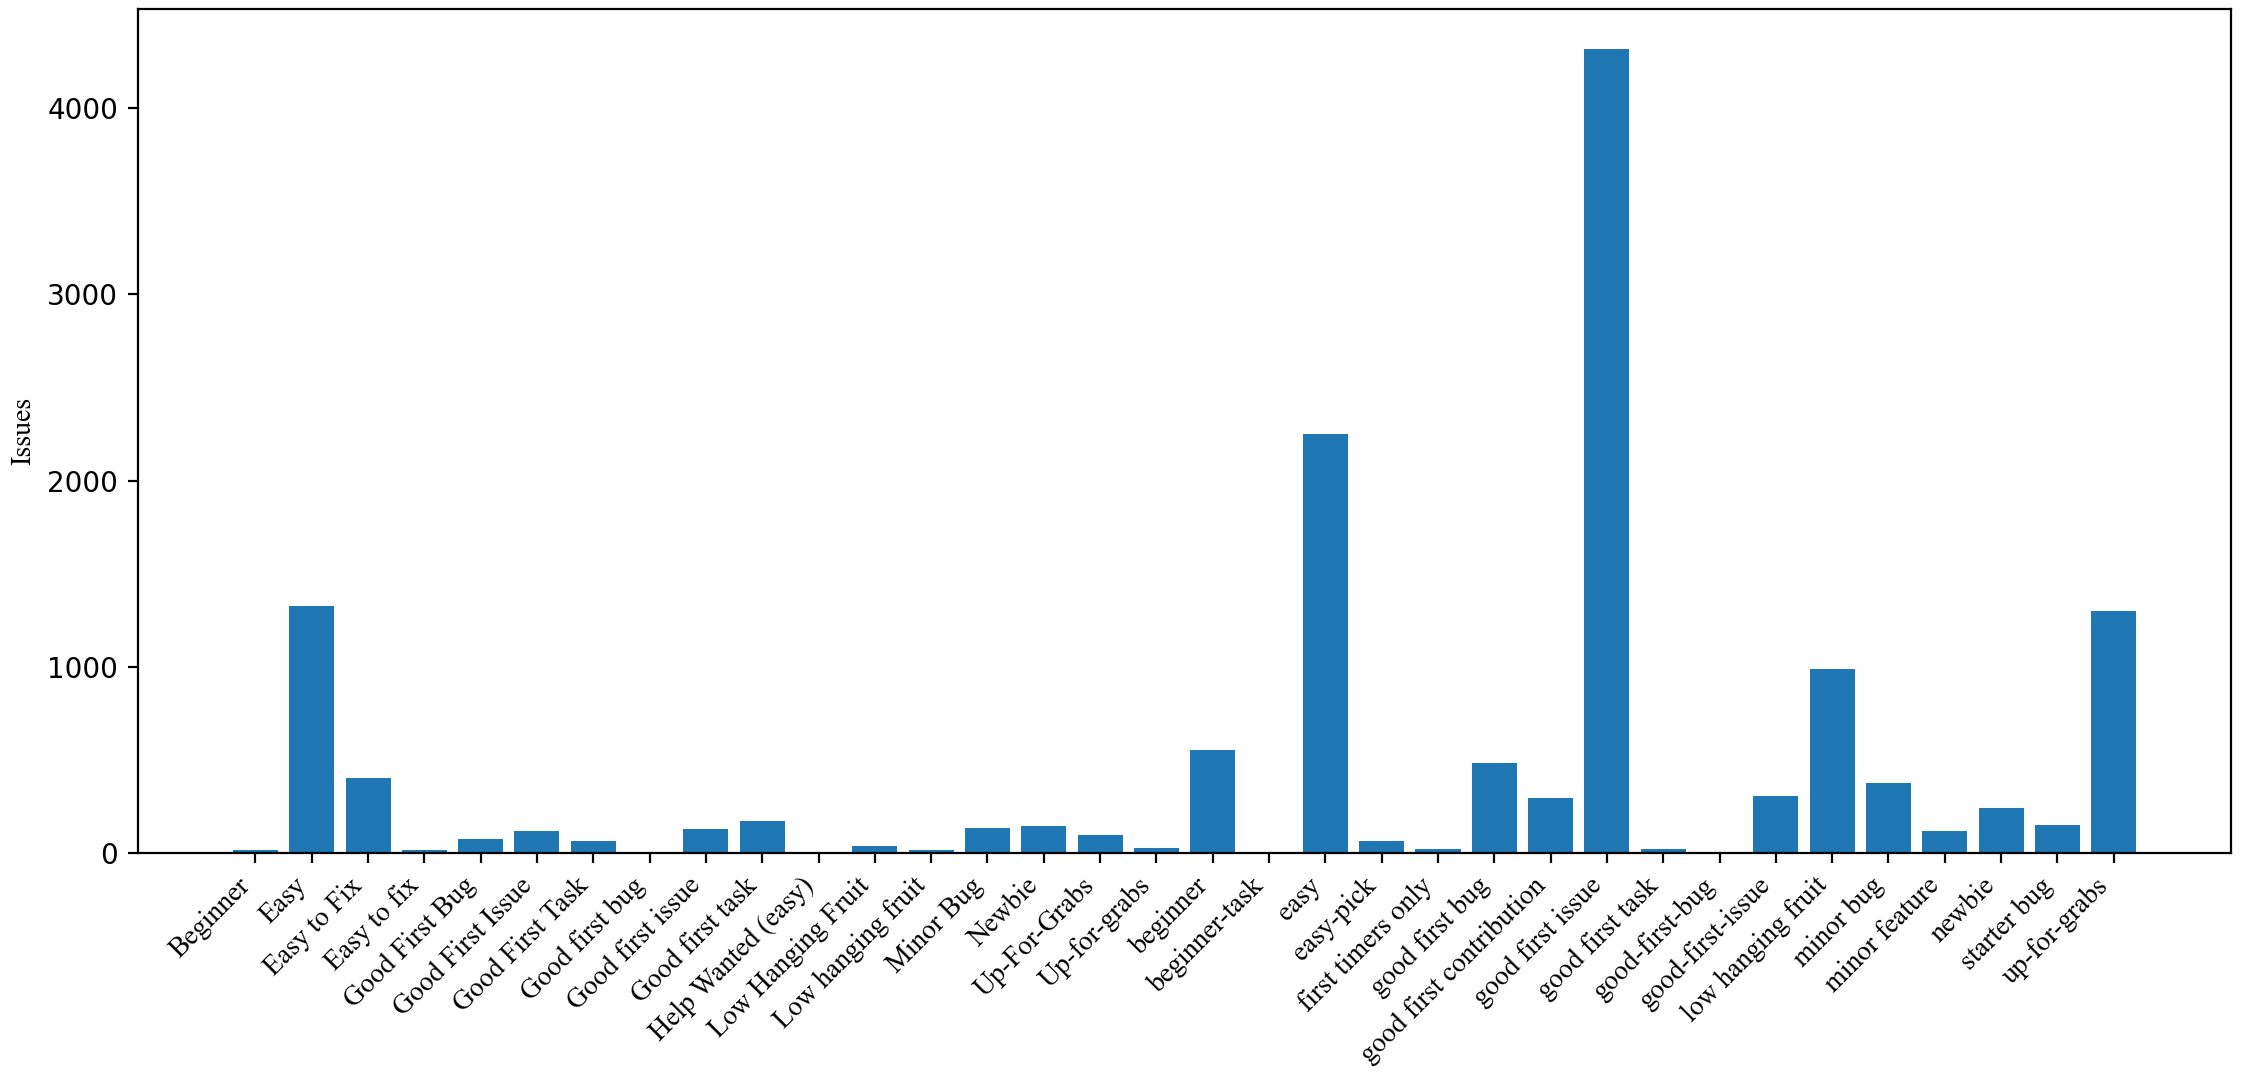 Issues
4000
3000
2000
1000
0
Beginner
Easy
Easy to Fix
Easy to fix
Good First Bug
Good First Issue
Good First Task
Good first bug
Good first issue
Good first task
Help Wanted (easy)
Low Hanging Fruit
Low hanging fruit
Minor Bug
Newbie
Up-For-Grabs
Up-for-grabs
beginner
beginner-task
easy
easy-pick
first timers only
good first bug
good first contribution
good first issue
good first task
good-first-bug
good-first-issue
low hanging fruit
minor bug
minor feature
newbie
starter bug
up-for-grabs